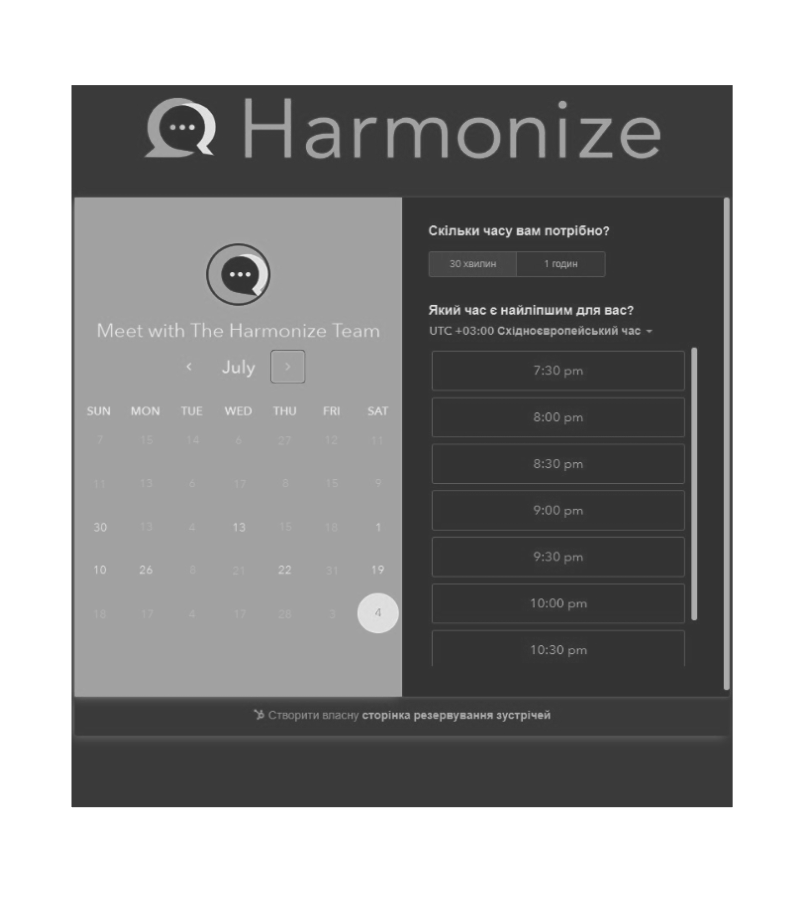 Harmonize
Meet with The Harmonize Team
July
SUN MON TUE WED THU FRI SAT
7 15 14 6 27 12 11
11 13 6 17 8 15 9
30 13 4 13 15 18 1
10 26 8 21 22 31 19
18 17 4 17 28 3 4
Скільки часу вам потрібно?
30 хвилин 1 годин
Який час є найліпшим для вас?
UTC +03:00 Східноєвропейський час
7:30 pm
8:00 pm
8:30 pm
9:00 pm
9:30 pm
10:00 pm
10:30 pm
Створити власну сторінка резервування зустрічей